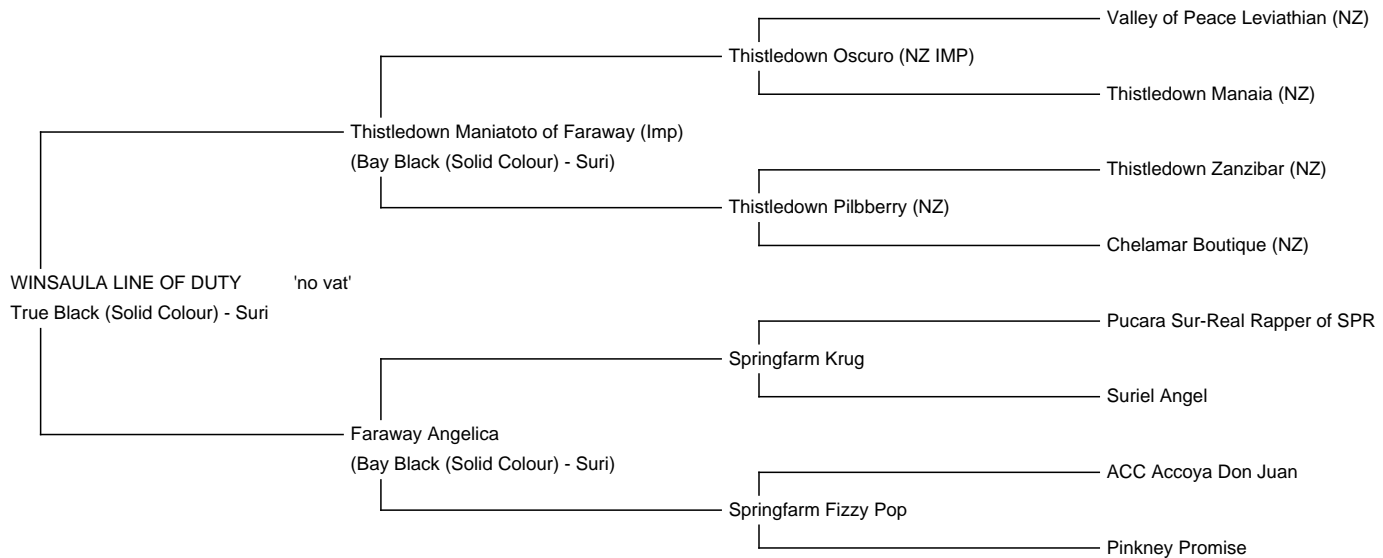 Valley of Peace Leviathian (NZ)
Thistledown Oscuro (NZ IMP)
Thistledown Manaia (NZ)
Thistledown Maniatoto of Faraway (Imp)
(Bay Black (Solid Colour) - Suri)
Thistledown Zanzibar (NZ)
Thistledown Pilbberry (NZ)
Chelamar Boutique (NZ)
WINSAULA LINE OF DUTY 'no vat'
True Black (Solid Colour) - Suri
Pucara Sur-Real Rapper of SPR
Springfarm Krug
Suriel Angel
Faraway Angelica
(Bay Black (Solid Colour) - Suri)
ACC Accoya Don Juan
Springfarm Fizzy Pop
Pinkney Promise